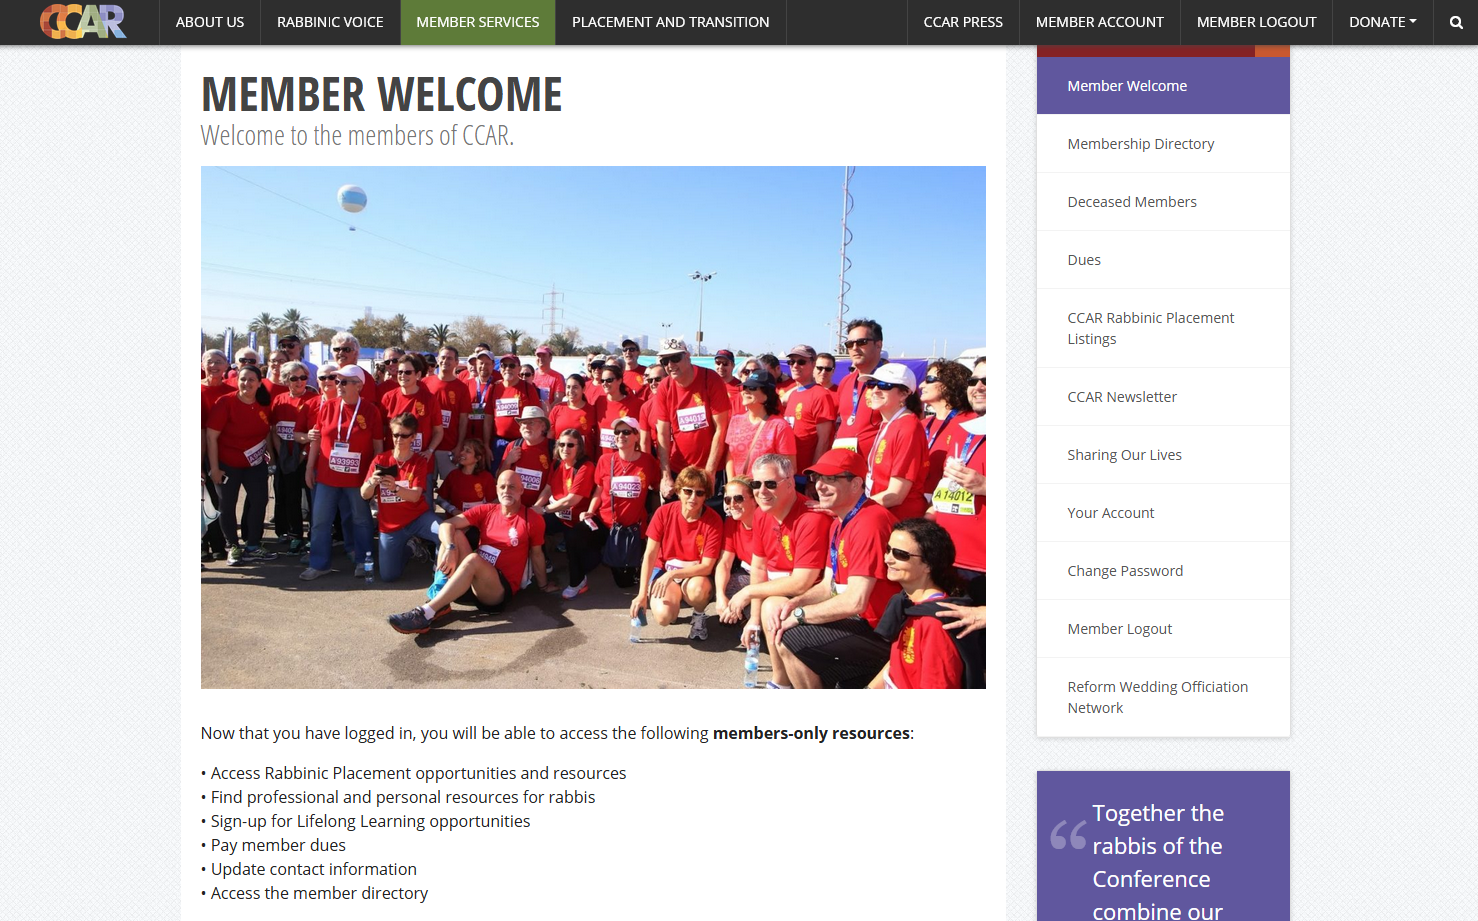 CCAR
ABOUT US
RABBINIC VOICE
MEMBER SERVICES
PLACEMENT AND TRANSITION
CCAR PRESS
MEMBER ACCOUNT
MEMBER LOGOUT
DONATE
MEMBER WELCOME
Welcome to the members of CCAR.
A 93993
A 94023
A 14012
Now that you have logged in, you will be able to access the following members-only resources:
• Access Rabbinic Placement opportunities and resources
• Find professional and personal resources for rabbis
• Sign-up for Lifelong Learning opportunities
• Pay member dues
• Update contact information
• Access the member directory
Member Welcome
Membership Directory
Deceased Members
Dues
CCAR Rabbinic Placement
Listings
CCAR Newsletter
Sharing Our Lives
Your Account
Change Password
Member Logout
Reform Wedding Officiation
Network
“ Together the
rabbis of the
Conference
combine our